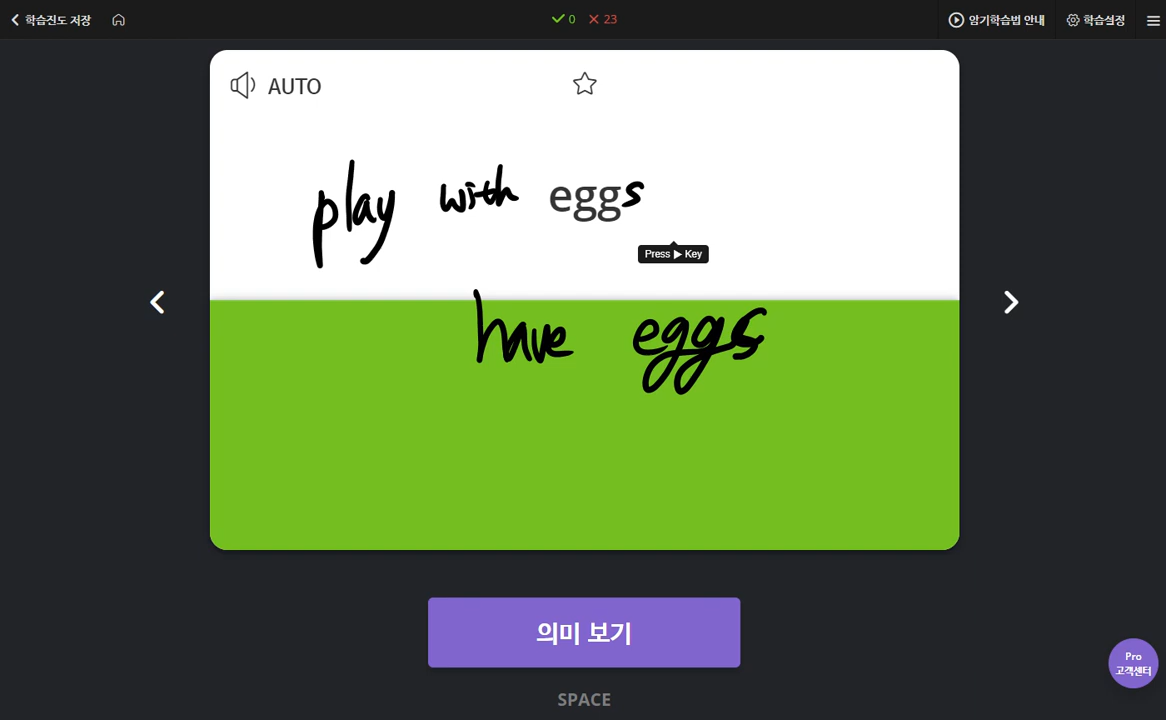 학습진도 저장 0 23 암기학습법 안내 학습설정
AUTO
play with eggs
Press ▶ Key
have eggs
의미 보기
SPACE
Pro
고객센터